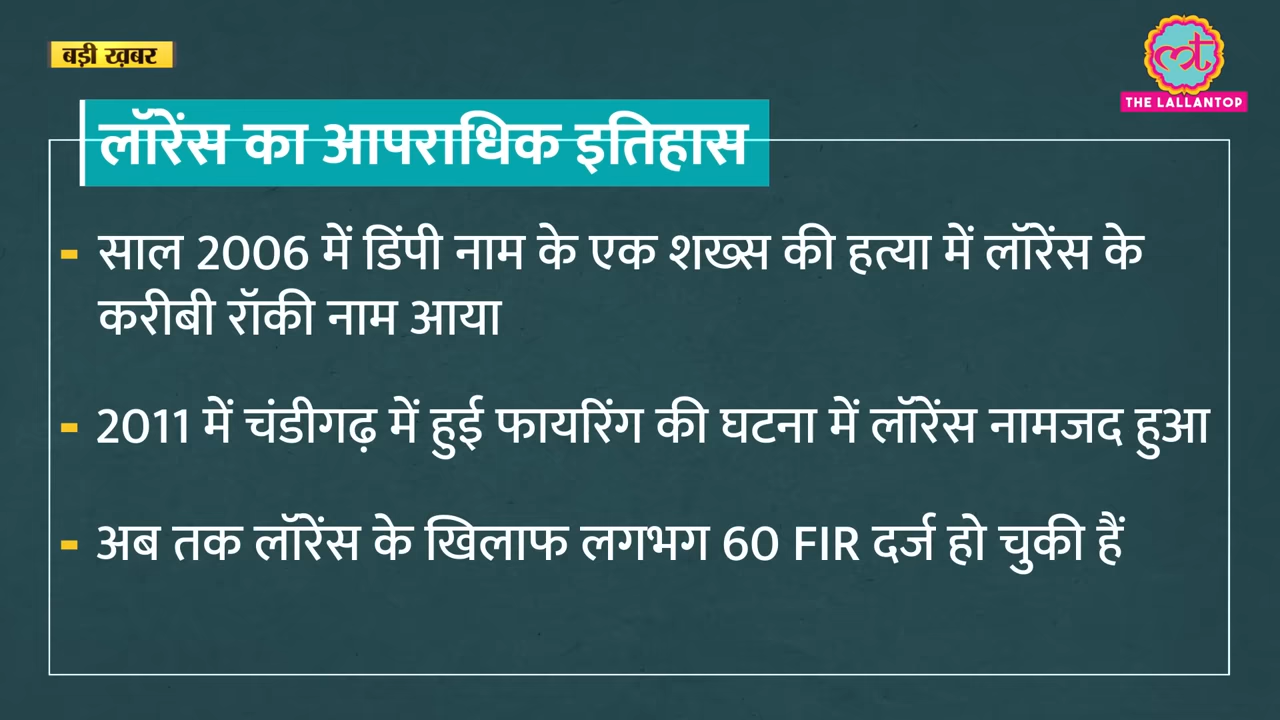 बड़ी ख़बर
mt
THE LALLANTOP
लॉरेंस का आपराधिक इतिहास
- साल 2006 में डिंपी नाम के एक शख्स की हत्या में लॉरेंस के
करीबी रॉकी नाम आया
- 2011 में चंडीगढ़ में हुई फायरिंग की घटना में लॉरेंस नामजद हुआ
- अब तक लॉरेंस के खिलाफ लगभग 60 FIR दर्ज हो चुकी हैं